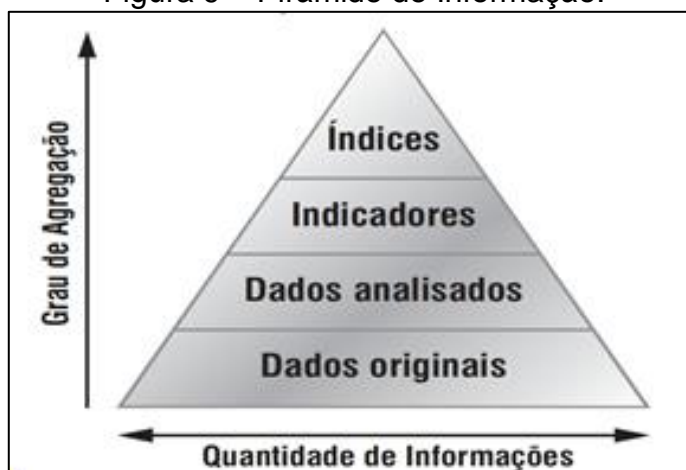 Pirâmide de Informação.
Grau de Agregação
Índices
Indicadores
Dados analisados
Dados originais
Quantidade de Informações